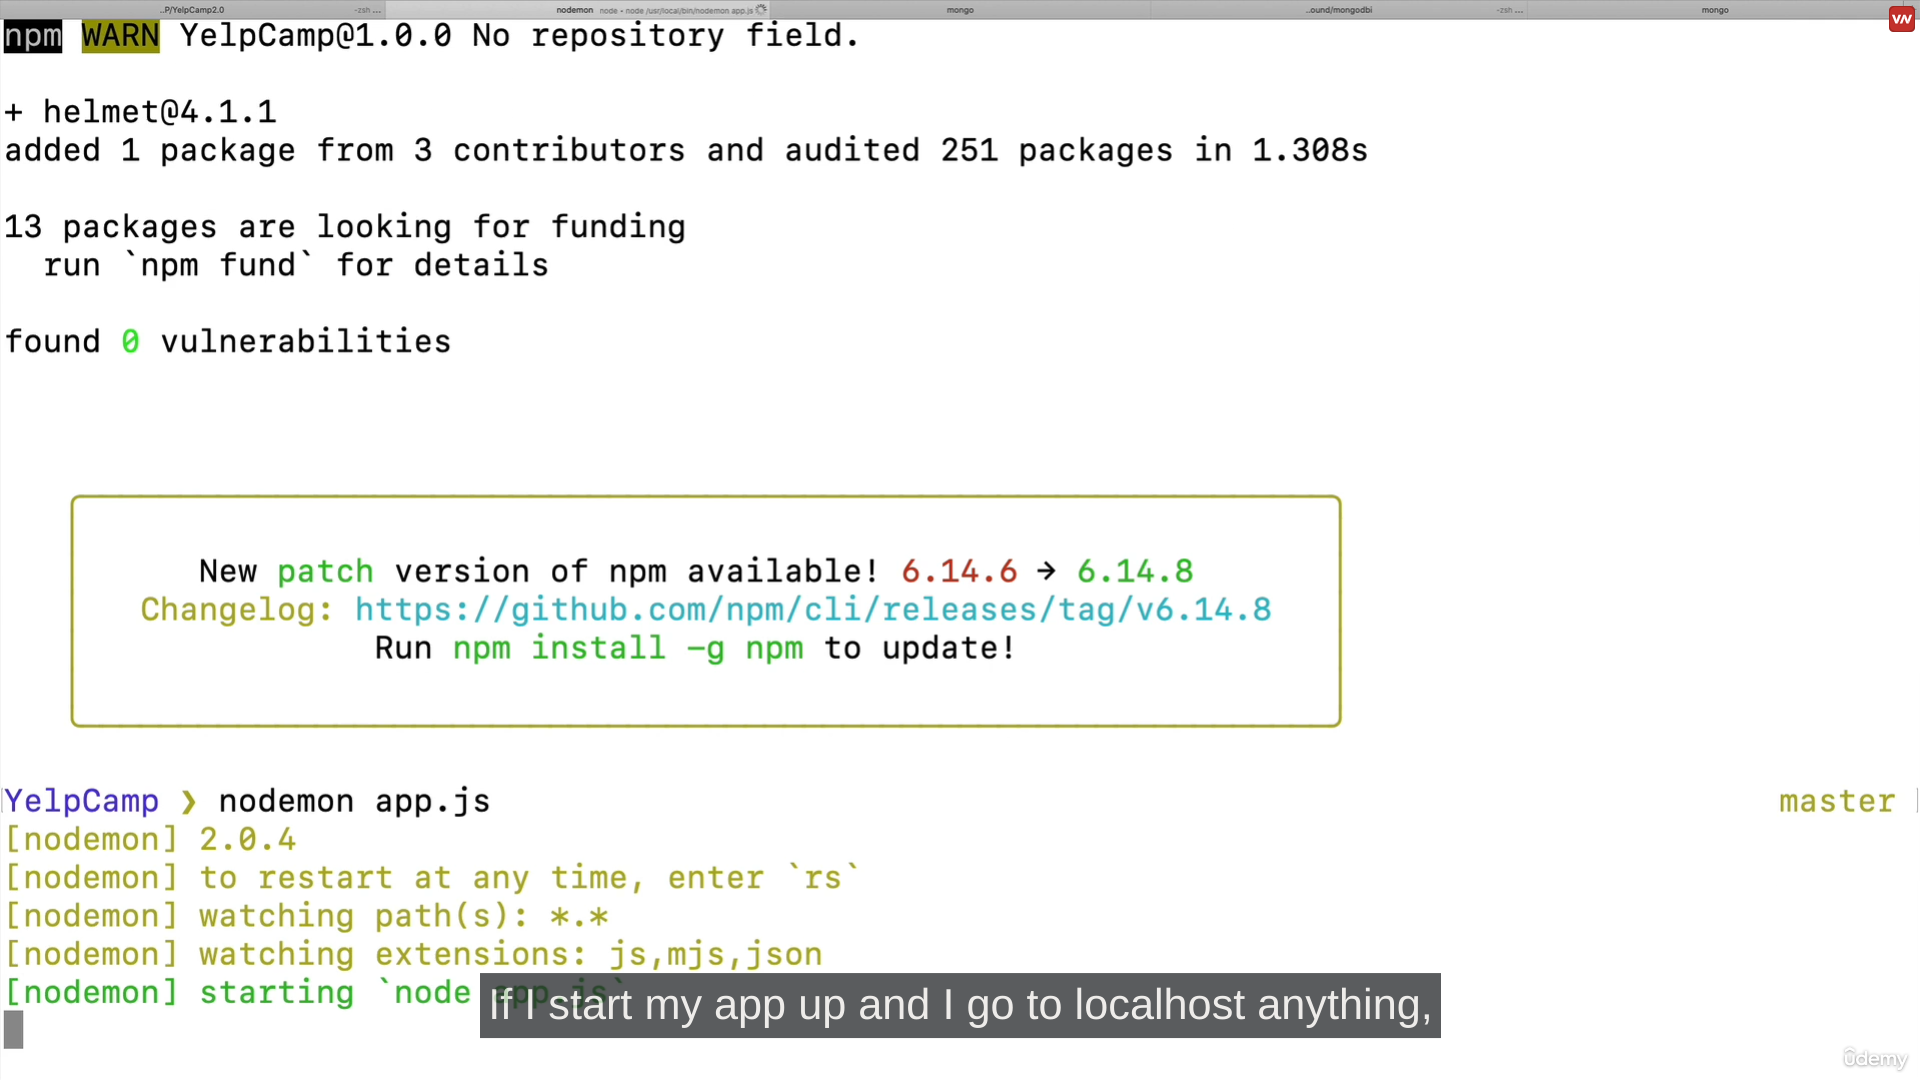 ..P/YelpCamp2.0 -zsh ... nodemon node • node /usr/local/bin/nodemon app.js mongo ..ound/mongodbi -zsh ... mongo
npm WARN YelpCamp@1.0.0 No repository field.
+ helmet@4.1.1
added 1 package from 3 contributors and audited 251 packages in 1.308s
13 packages are looking for funding
run `npm fund` for details
found 0 vulnerabilities
New patch version of npm available! 6.14.6 → 6.14.8
Changelog: https://github.com/npm/cli/releases/tag/v6.14.8
Run npm install -g npm to update!
YelpCamp ❯ nodemon app.js master
[nodemon] 2.0.4
[nodemon] to restart at any time, enter `rs`
[nodemon] watching path(s): *.*
[nodemon] watching extensions: js,mjs,json
[nodemon] starting `node app.js`
If I start my app up and I go to localhost anything,
ûdemy